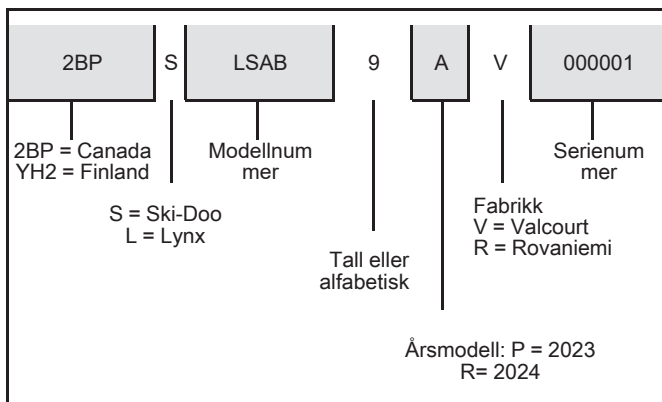 2BP S LSAB 9 A V 000001
2BP = Canada
YH2 = Finland
Modellnum
mer
Serienum
mer
S = Ski-Doo
L = Lynx
Fabrikk
V = Valcourt
R = Rovaniemi
Tall eller
alfabetisk
Årsmodell: P = 2023
R= 2024